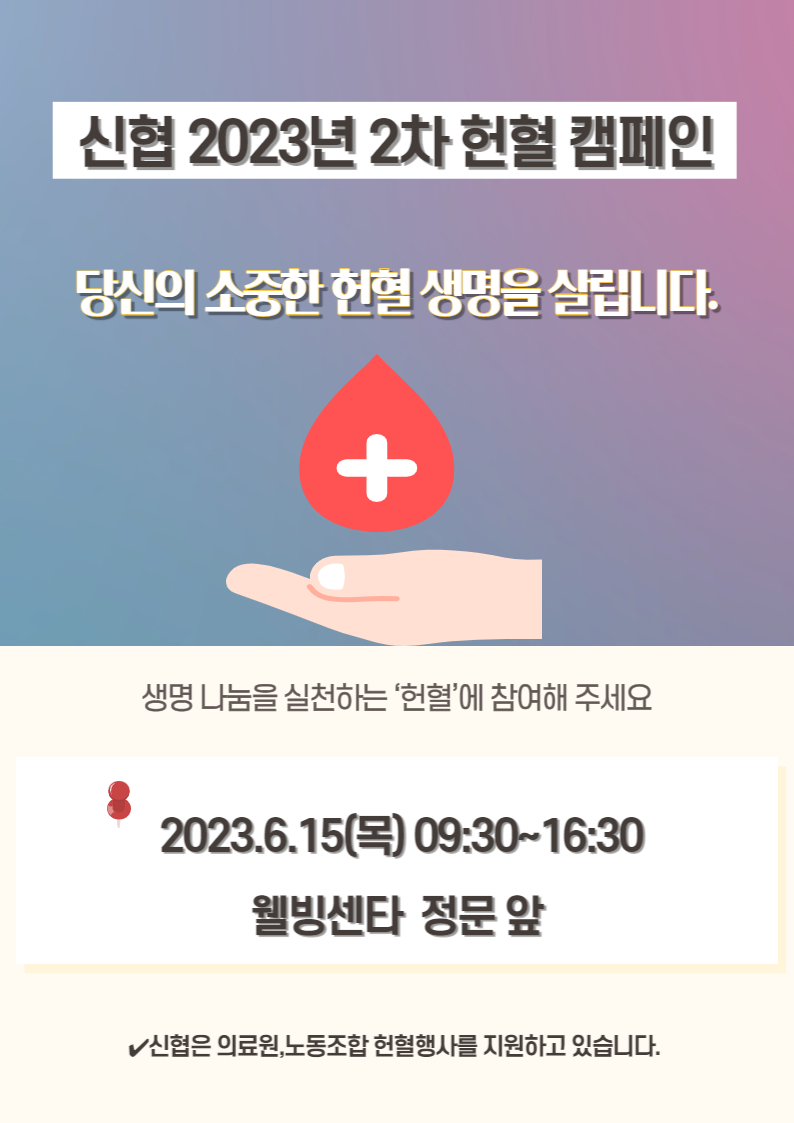 신협 2023년 2차 헌혈 캠페인
당신의 소중한 헌혈 생명을 살립니다.
생명 나눔을 실천하는 ‘헌혈’에 참여해 주세요
2023.6.15(목) 09:30~16:30
웰빙센타 정문 앞
✔신협은 의료원,노동조합 헌혈행사를 지원하고 있습니다.